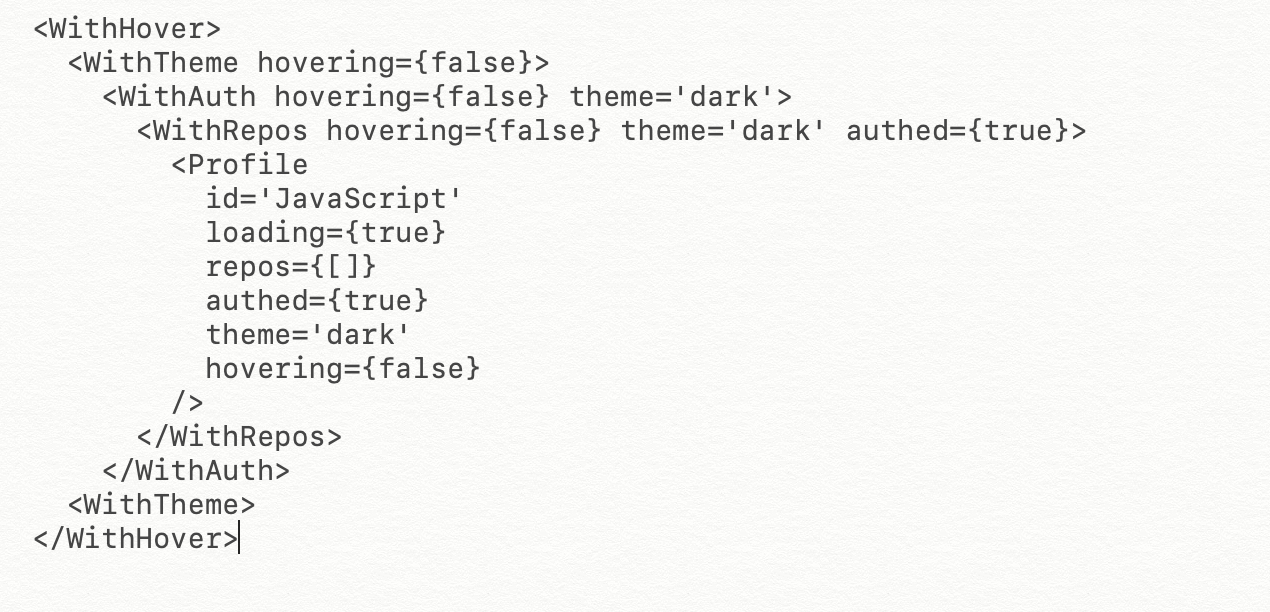 <WithHover>
  <WithTheme hovering={false}>
    <WithAuth hovering={false} theme='dark'>
      <WithRepos hovering={false} theme='dark' authed={true}>
        <Profile
          id='JavaScript'
          loading={true}
          repos={[]}
          authed={true}
          theme='dark'
          hovering={false}
        />
      </WithRepos>
    </WithAuth>
  <WithTheme>
</WithHover>